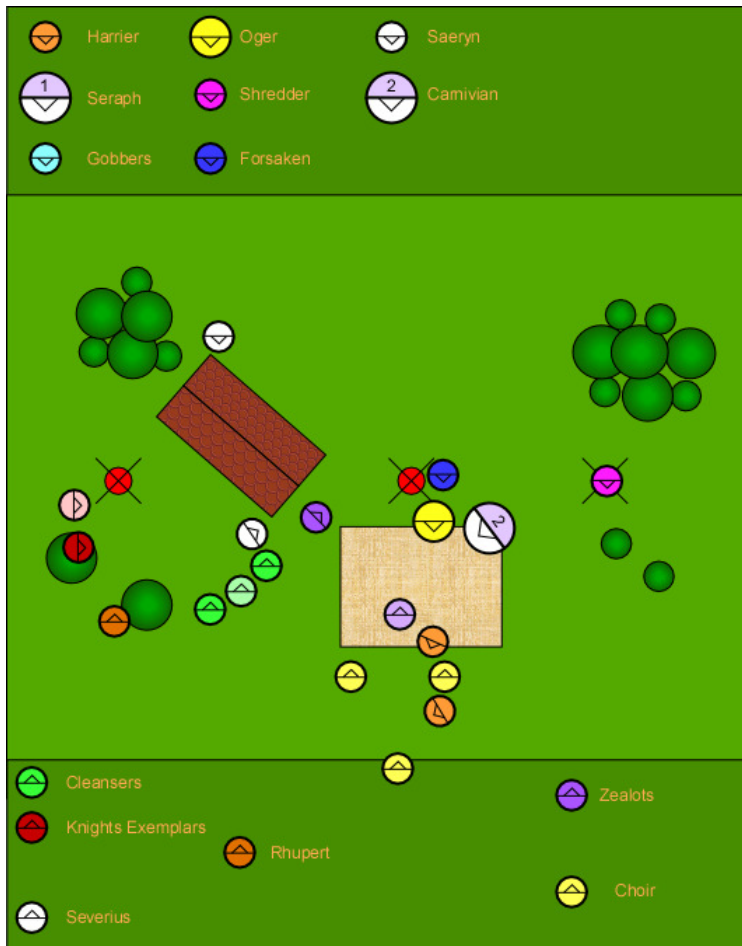 Harrier Oger Saeryn
1 2
Seraph Shredder Carnivian
Gobbers Forsaken
2
Cleansers
Zealots
Knights Exemplars
Rhupert
Choir
Severius